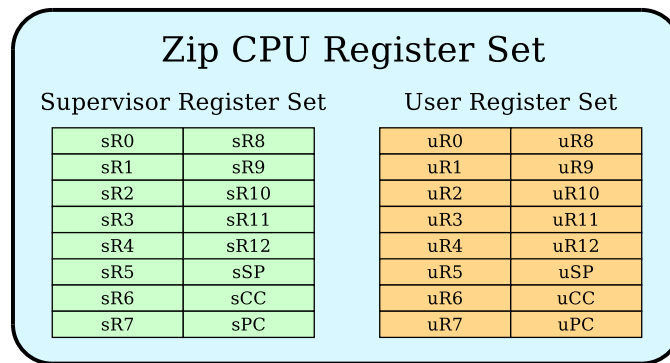 Zip CPU Register Set
Supervisor Register Set
sR0 sR8
sR1 sR9
sR2 sR10
sR3 sR11
sR4 sR12
sR5 sSP
sR6 sCC
sR7 sPC
User Register Set
uR0 uR8
uR1 uR9
uR2 uR10
uR3 uR11
uR4 uR12
uR5 uSP
uR6 uCC
uR7 uPC